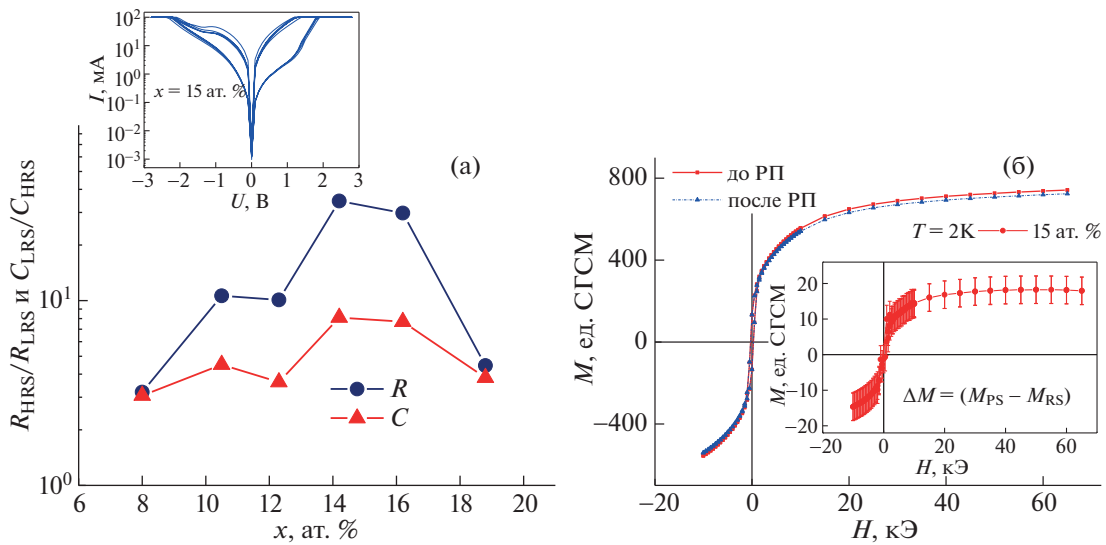 10²
10¹
10⁰
10⁻¹
10⁻²
10⁻³
I, мА
x = 15 ат. %
−3 −2 −1 0 1 2 3
U, В
(а)
R_HRS/R_LRS и C_LRS/C_HRS
10¹
10⁰
R
C
6 8 10 12 14 16 18 20
x, ат. %
(б)
до РП
после РП
T = 2K 15 ат. %
M, ед. СГСМ
800
400
0
−400
−20 0 20 40 60
H, кЭ
M, ед. СГСМ
20
10
0
−10
−20
ΔM = (M_PS − M_RS)
−20 0 20 40 60
H, кЭ